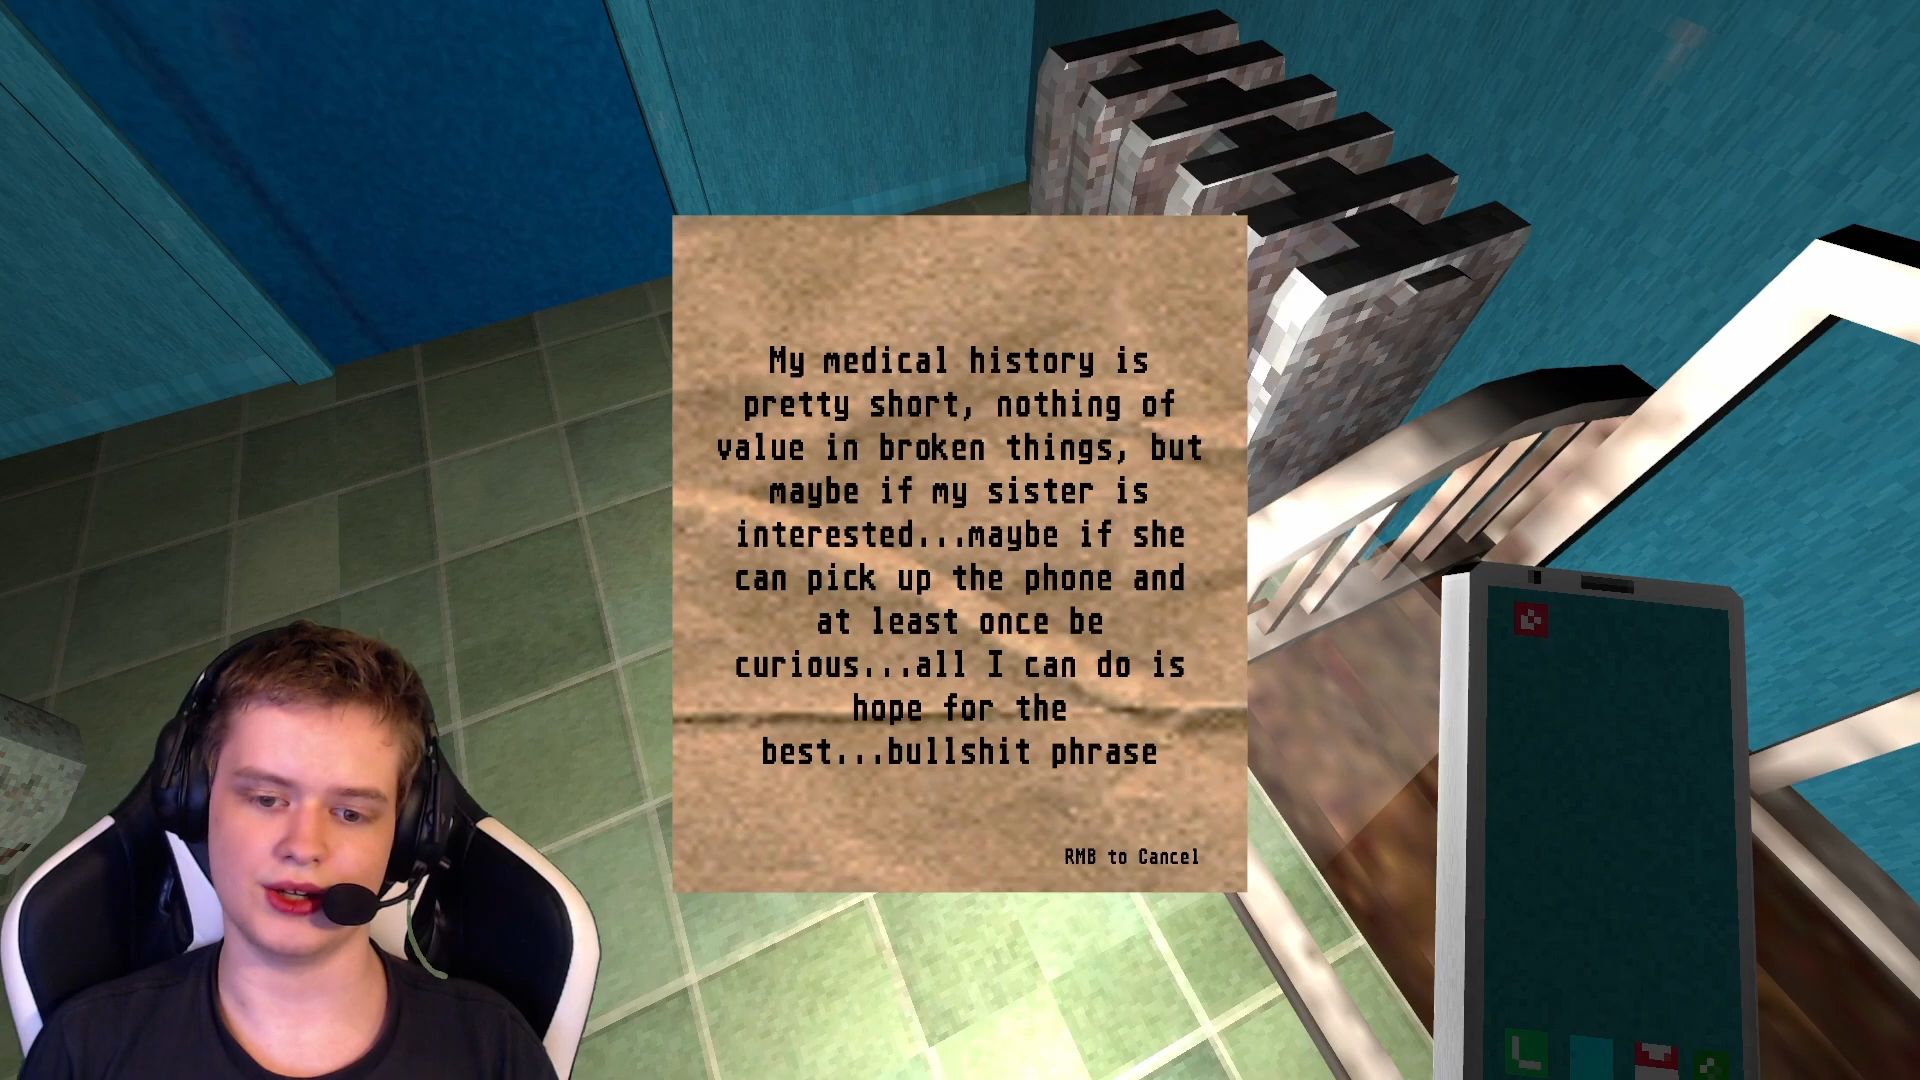 My medical history is
pretty short, nothing of
value in broken things, but
maybe if my sister is
interested...maybe if she
can pick up the phone and
at least once be
curious...all I can do is
hope for the
best...bullshit phrase
RMB to Cancel